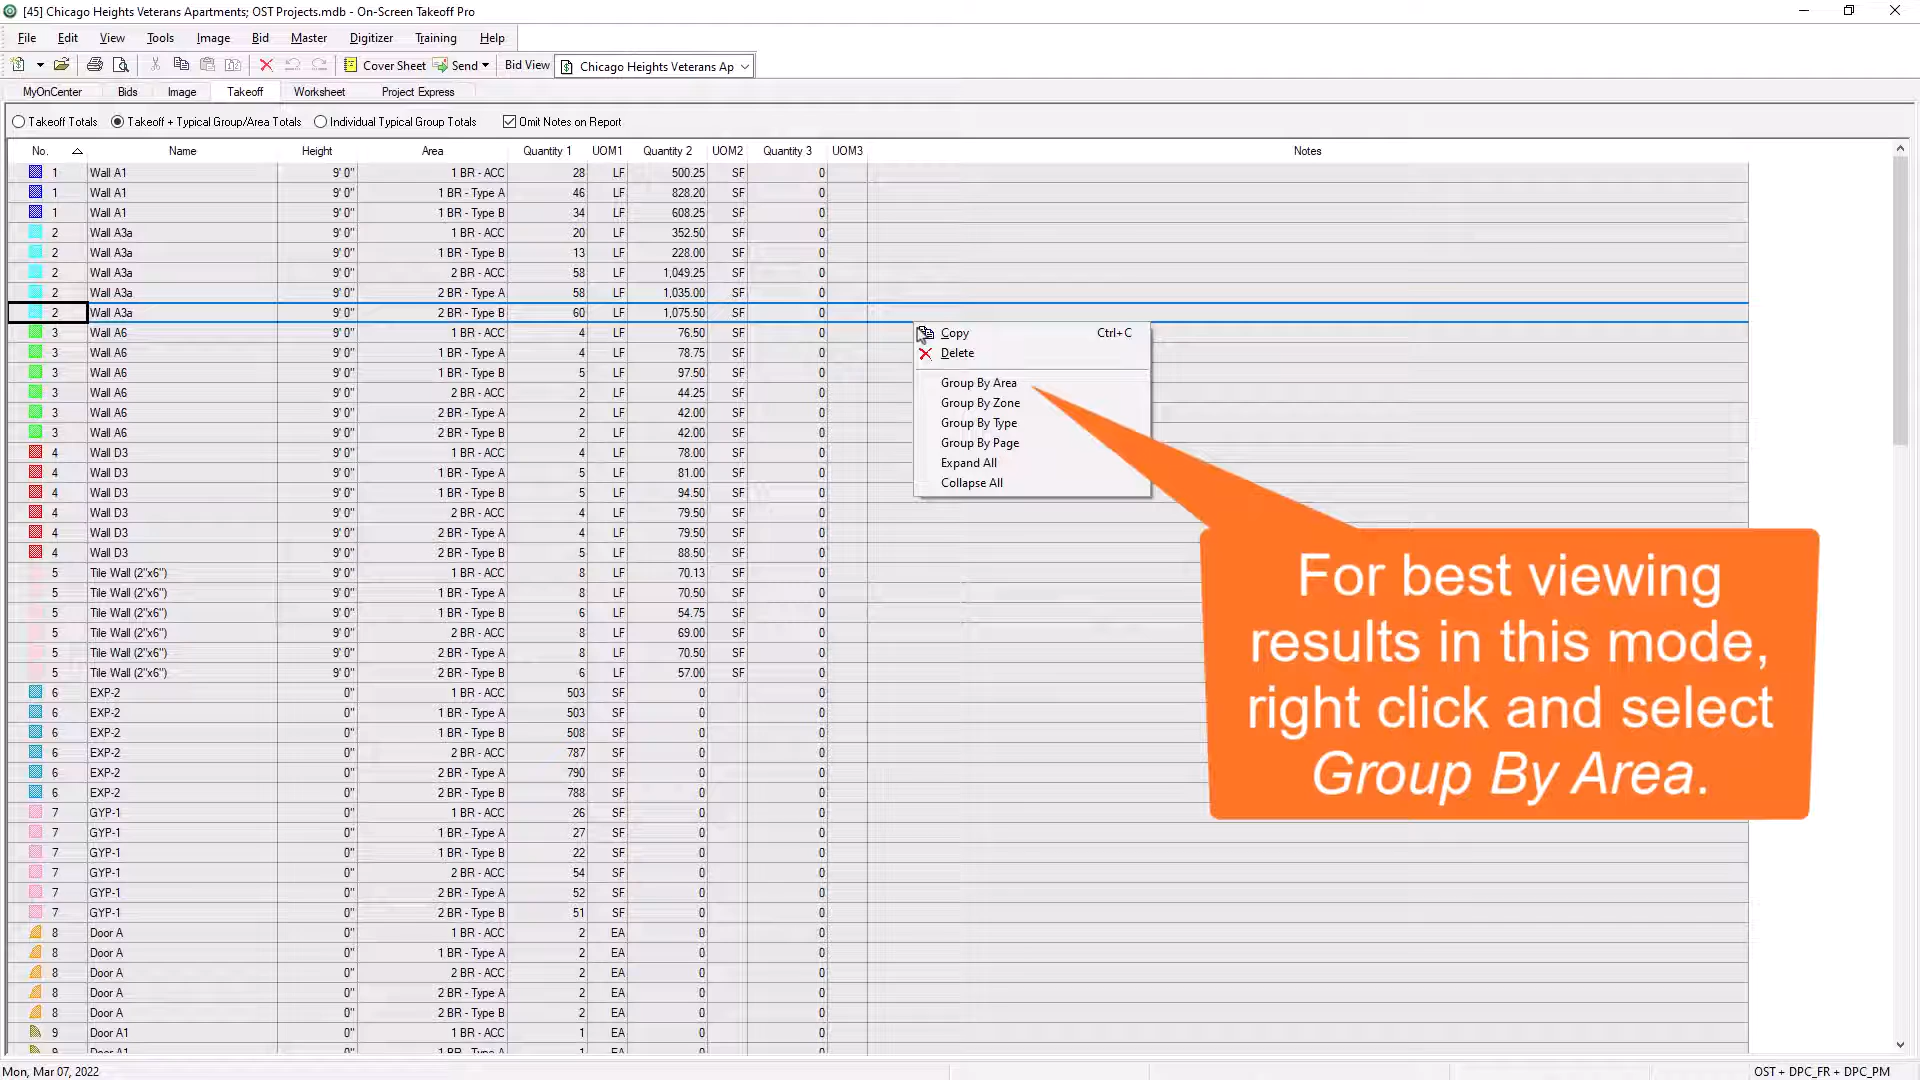 [45] Chicago Heights Veterans Apartments; OST Projects.mdb - On-Screen Takeoff Pro
File Edit View Tools Image Bid Master Digitizer Training Help
Cover Sheet Send Bid View Chicago Heights Veterans Ap
MyOnCenter Bids Image Takeoff Worksheet Project Express
Takeoff Totals Takeoff + Typical Group/Area Totals Individual Typical Group Totals Omit Notes on Report
No. Name Height Area Quantity 1 UOM1 Quantity 2 UOM2 Quantity 3 UOM3 Notes
1 Wall A1 9' 0" 1 BR - ACC 28 LF 500.25 SF 0
1 Wall A1 9' 0" 1 BR - Type A 46 LF 828.20 SF 0
1 Wall A1 9' 0" 1 BR - Type B 34 LF 608.25 SF 0
2 Wall A3a 9' 0" 1 BR - ACC 20 LF 352.50 SF 0
2 Wall A3a 9' 0" 1 BR - Type B 13 LF 228.00 SF 0
2 Wall A3a 9' 0" 2 BR - ACC 58 LF 1,049.25 SF 0
2 Wall A3a 9' 0" 2 BR - Type A 58 LF 1,035.00 SF 0
2 Wall A3a 9' 0" 2 BR - Type B 60 LF 1,075.50 SF 0
3 Wall A6 9' 0" 1 BR - ACC 4 LF 76.50 SF 0
3 Wall A6 9' 0" 1 BR - Type A 4 LF 78.75 SF 0
3 Wall A6 9' 0" 1 BR - Type B 5 LF 97.50 SF 0
3 Wall A6 9' 0" 2 BR - ACC 2 LF 44.25 SF 0
3 Wall A6 9' 0" 2 BR - Type A 2 LF 42.00 SF 0
3 Wall A6 9' 0" 2 BR - Type B 2 LF 42.00 SF 0
4 Wall D3 9' 0" 1 BR - ACC 4 LF 78.00 SF 0
4 Wall D3 9' 0" 1 BR - Type A 5 LF 81.00 SF 0
4 Wall D3 9' 0" 1 BR - Type B 5 LF 94.50 SF 0
4 Wall D3 9' 0" 2 BR - ACC 4 LF 79.50 SF 0
4 Wall D3 9' 0" 2 BR - Type A 4 LF 79.50 SF 0
4 Wall D3 9' 0" 2 BR - Type B 5 LF 88.50 SF 0
5 Tile Wall (2"x6") 9' 0" 1 BR - ACC 8 LF 70.13 SF 0
5 Tile Wall (2"x6") 9' 0" 1 BR - Type A 8 LF 70.50 SF 0
5 Tile Wall (2"x6") 9' 0" 1 BR - Type B 6 LF 54.75 SF 0
5 Tile Wall (2"x6") 9' 0" 2 BR - ACC 8 LF 69.00 SF 0
5 Tile Wall (2"x6") 9' 0" 2 BR - Type A 8 LF 70.50 SF 0
5 Tile Wall (2"x6") 9' 0" 2 BR - Type B 6 LF 57.00 SF 0
6 EXP-2 0" 1 BR - ACC 503 SF 0 0
6 EXP-2 0" 1 BR - Type A 503 SF 0 0
6 EXP-2 0" 1 BR - Type B 508 SF 0 0
6 EXP-2 0" 2 BR - ACC 787 SF 0 0
6 EXP-2 0" 2 BR - Type A 790 SF 0 0
6 EXP-2 0" 2 BR - Type B 788 SF 0 0
7 GYP-1 0" 1 BR - ACC 26 SF 0 0
7 GYP-1 0" 1 BR - Type A 27 SF 0 0
7 GYP-1 0" 1 BR - Type B 22 SF 0 0
7 GYP-1 0" 2 BR - ACC 54 SF 0 0
7 GYP-1 0" 2 BR - Type A 52 SF 0 0
7 GYP-1 0" 2 BR - Type B 51 SF 0 0
8 Door A 0" 1 BR - ACC 2 EA 0 0
8 Door A 0" 1 BR - Type A 2 EA 0 0
8 Door A 0" 2 BR - ACC 2 EA 0 0
8 Door A 0" 2 BR - Type A 2 EA 0 0
8 Door A 0" 2 BR - Type B 2 EA 0 0
9 Door A1 0" 1 BR - ACC 1 EA 0 0
9 Door A1 0" 1 BR - Type A 1 EA 0 0
Copy Ctrl+C
Delete
Group By Area
Group By Zone
Group By Type
Group By Page
Expand All
Collapse All
For best viewing
results in this mode,
right click and select
Group By Area.
Mon, Mar 07, 2022
OST + DPC_FR + DPC_PM